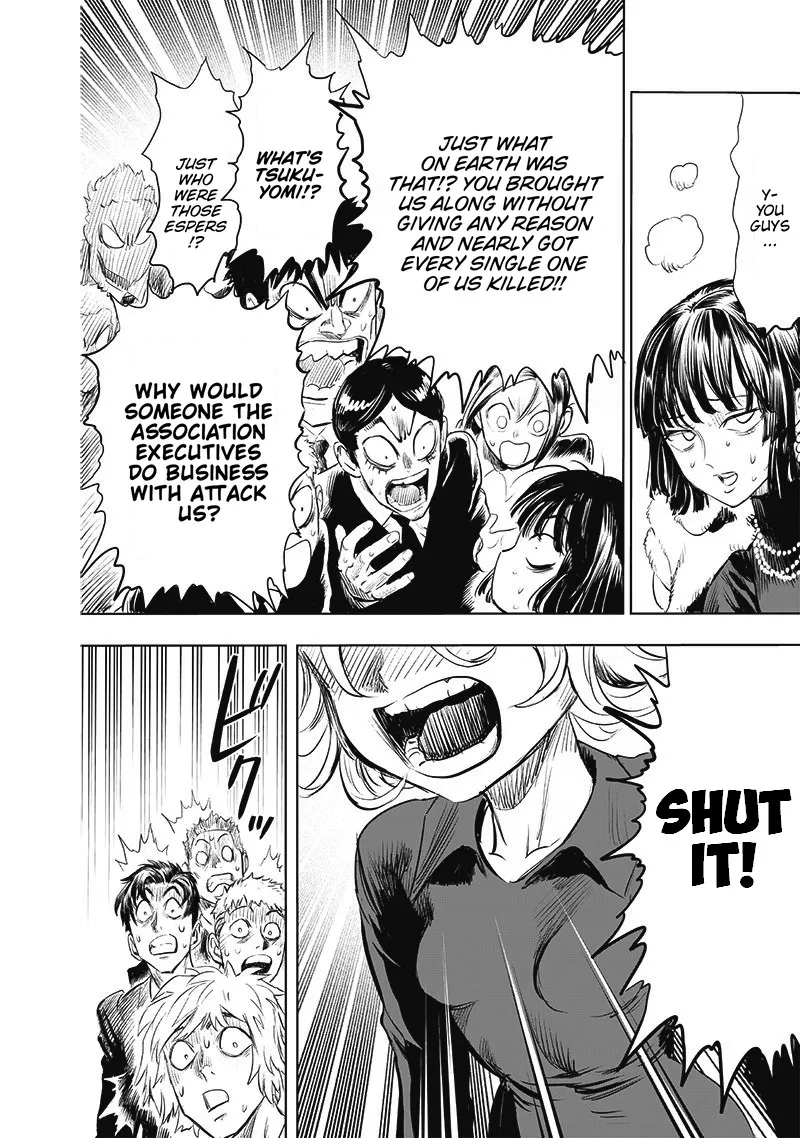 Y-
YOU
GUYS
...
JUST WHAT
ON EARTH WAS
THAT!? YOU BROUGHT
US ALONG WITHOUT
GIVING ANY REASON
AND NEARLY GOT
EVERY SINGLE ONE
OF US KILLED!!
WHAT'S
TSUKU-
YOMI!?
JUST
WHO
WERE
THOSE
ESPERS
!?
WHY WOULD
SOMEONE THE
ASSOCIATION
EXECUTIVES
DO BUSINESS
WITH ATTACK
US?
SHUT
IT!
ビクッ